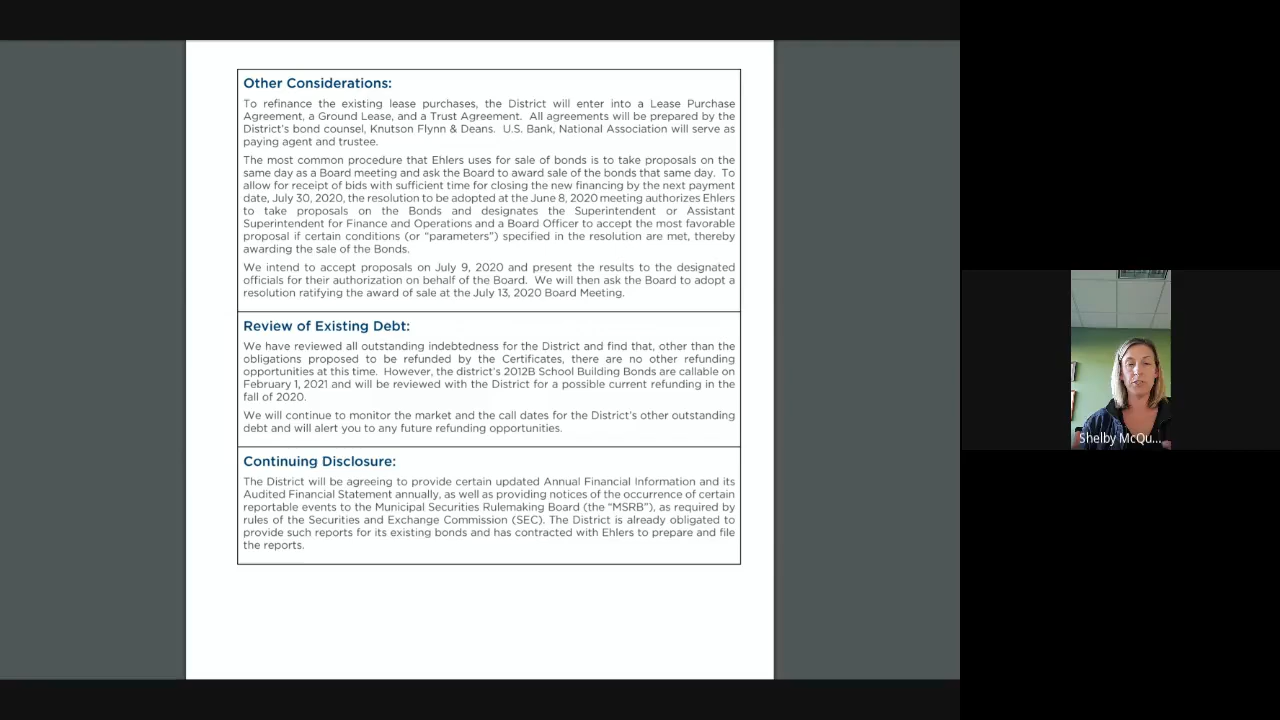 Other Considerations:
To refinance the existing lease purchases, the District will enter into a Lease Purchase
Agreement, a Ground Lease, and a Trust Agreement. All agreements will be prepared by the
District's bond counsel, Knutson Flynn & Deans. U.S. Bank, National Association will serve as
paying agent and trustee.
The most common procedure that Ehlers uses for sale of bonds is to take proposals on the
same day as a Board meeting and ask the Board to award sale of the bonds that same day. To
allow for receipt of bids with sufficient time for closing the new financing by the next payment
date, July 30, 2020, the resolution to be adopted at the June 8, 2020 meeting authorizes Ehlers
to take proposals on the Bonds and designates the Superintendent or Assistant
Superintendent for Finance and Operations and a Board Officer to accept the most favorable
proposal if certain conditions (or "parameters") specified in the resolution are met, thereby
awarding the sale of the Bonds.
We intend to accept proposals on July 9, 2020 and present the results to the designated
officials for their authorization on behalf of the Board. We will then ask the Board to adopt a
resolution ratifying the award of sale at the July 13, 2020 Board Meeting.
Review of Existing Debt:
We have reviewed all outstanding indebtedness for the District and find that, other than the
obligations proposed to be refunded by the Certificates, there are no other refunding
opportunities at this time. However, the district's 2012B School Building Bonds are callable on
February 1, 2021 and will be reviewed with the District for a possible current refunding in the
fall of 2020.
We will continue to monitor the market and the call dates for the District's other outstanding
debt and will alert you to any future refunding opportunities.
Continuing Disclosure:
The District will be agreeing to provide certain updated Annual Financial Information and its
Audited Financial Statement annually, as well as providing notices of the occurrence of certain
reportable events to the Municipal Securities Rulemaking Board (the "MSRB"), as required by
rules of the Securities and Exchange Commission (SEC). The District is already obligated to
provide such reports for its existing bonds and has contracted with Ehlers to prepare and file
the reports.
Shelby McQu...